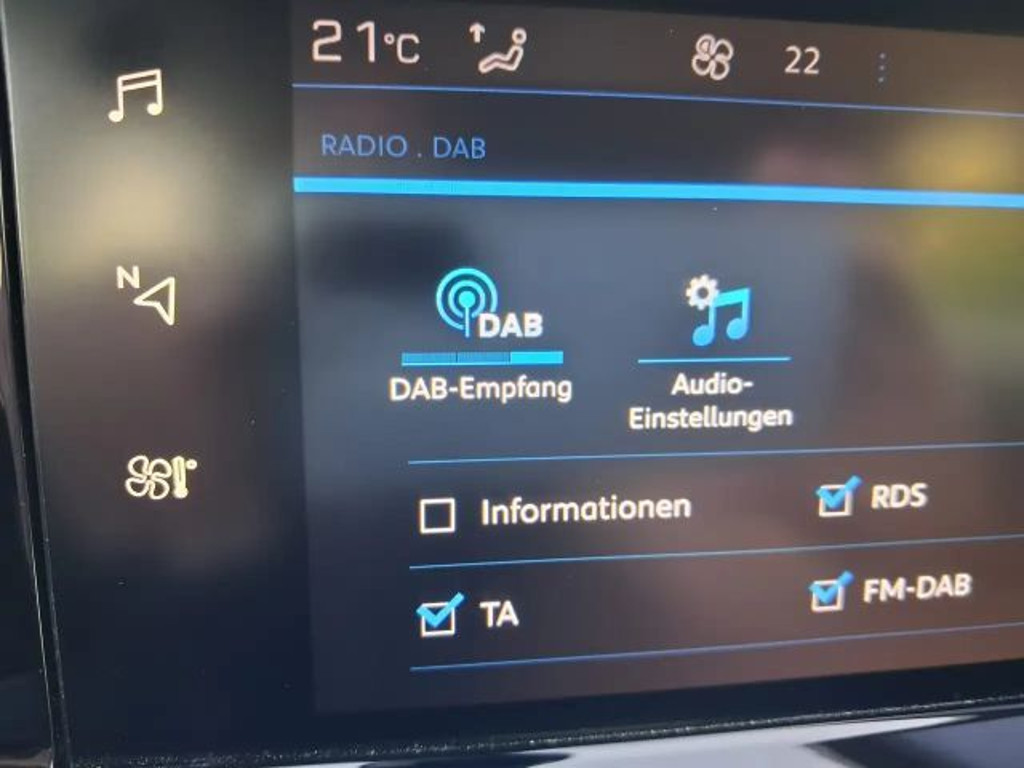 21°C 22
RADIO . DAB
N
DAB
DAB-Empfang
Audio-
Einstellungen
Informationen
RDS
TA
FM-DAB